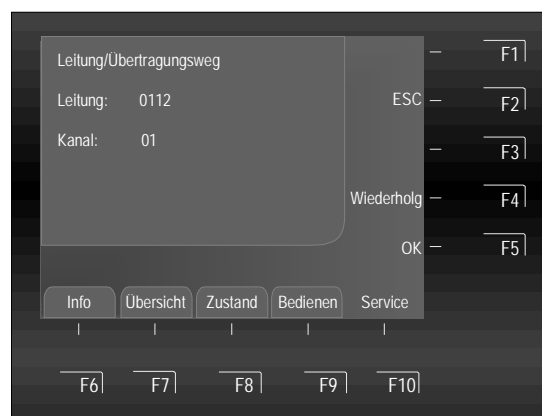 Leitung/Übertragungsweg
Leitung: 0112
Kanal: 01
F1
ESC F2
F3
Wiederholg F4
OK F5
Info Übersicht Zustand Bedienen Service
F6 F7 F8 F9 F10